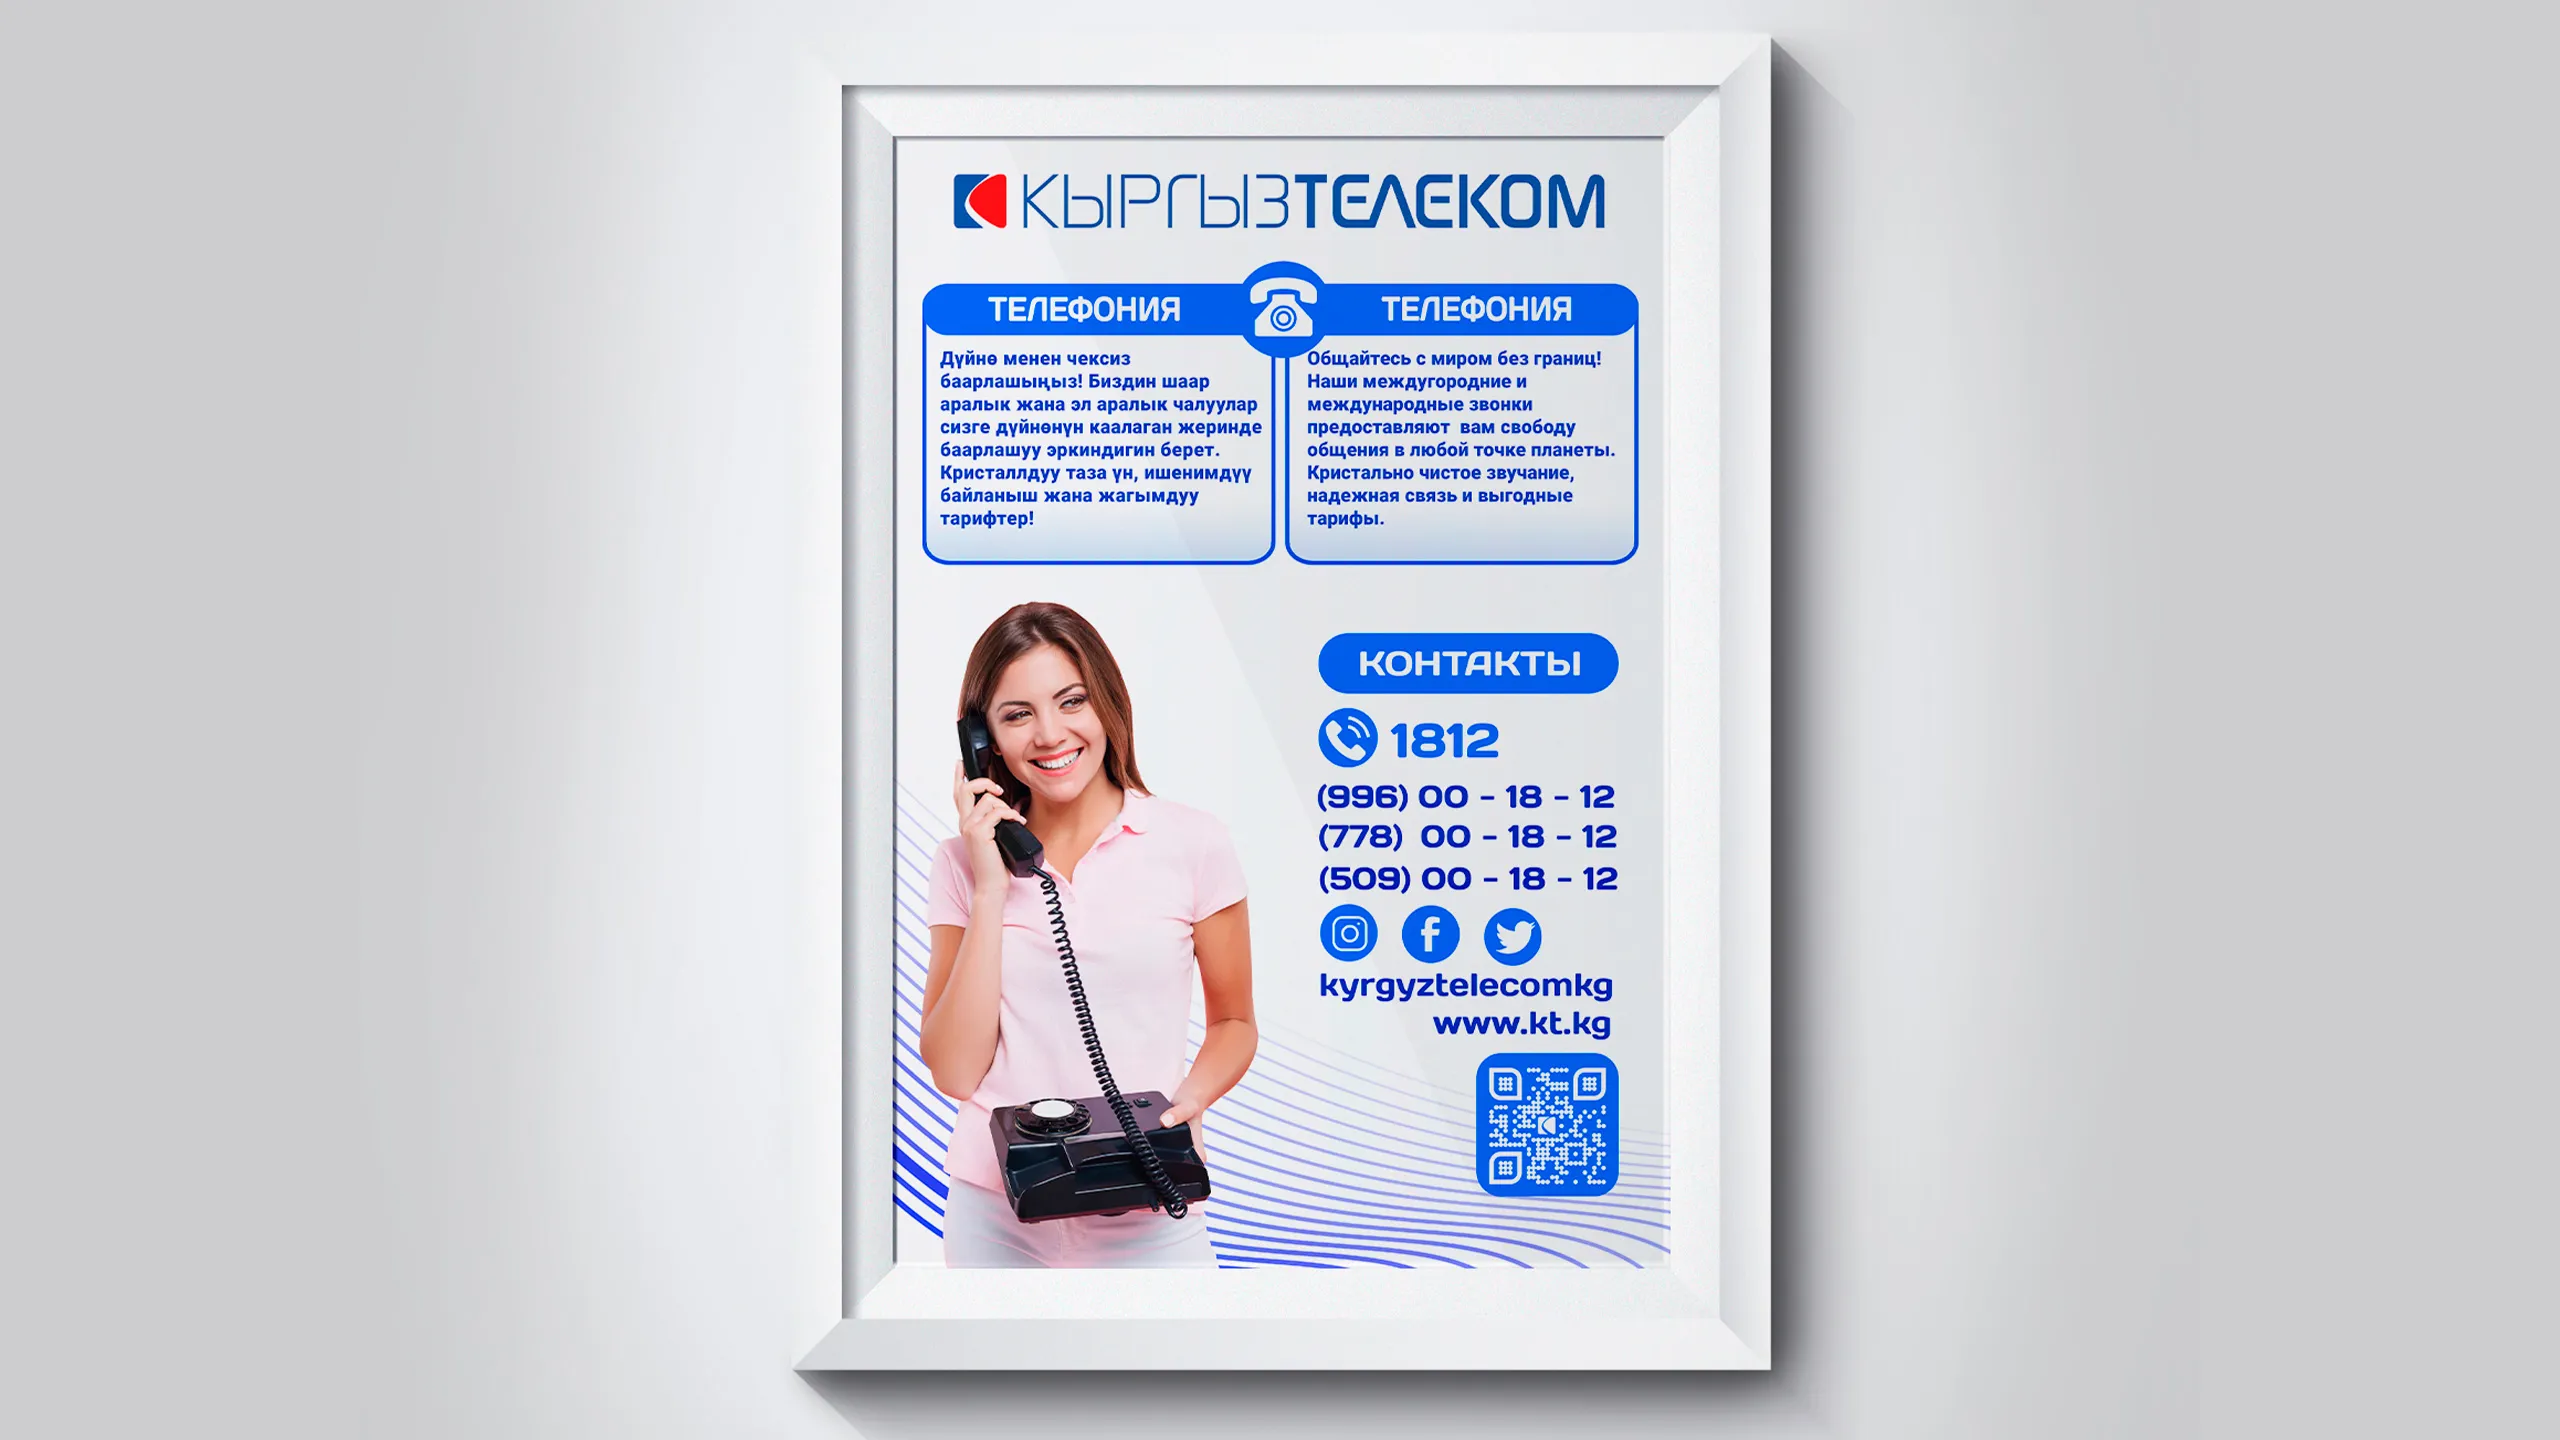 КЫРГЫЗТЕЛЕКОМ
ТЕЛЕФОНИЯ
Дүйнө менен чексиз
баарлашыңыз! Биздин шаар
аралык жана эл аралык чалуулар
сизге дүйнөнүн каалаган жеринде
баарлашуу эркиндигин берет.
Кристаллдуу таза үн, ишенимдүү
байланыш жана жагымдуу
тарифтер!
ТЕЛЕФОНИЯ
Общайтесь с миром без границ!
Наши междугородние и
международные звонки
предоставляют вам свободу
общения в любой точке планеты.
Кристально чистое звучание,
надежная связь и выгодные
тарифы.
КОНТАКТЫ
1812
(996) 00 - 18 - 12
(778) 00 - 18 - 12
(509) 00 - 18 - 12
kyrgyztelecomkg
www.kt.kg